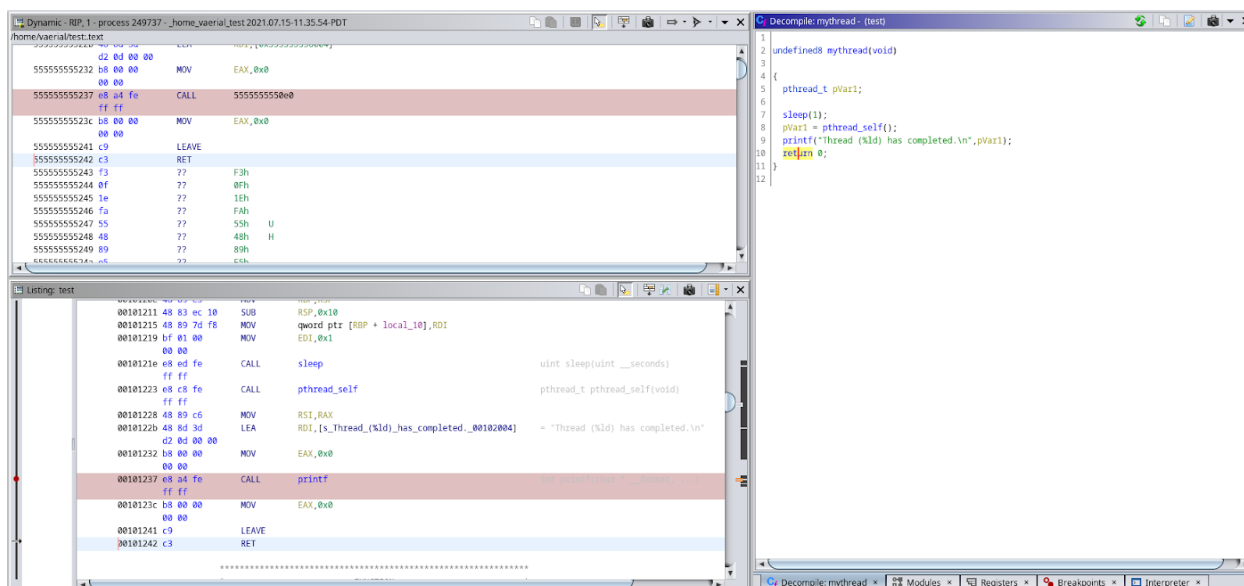 Dynamic - RIP, 1 - process 249737 - _home_vaerial_test 2021.07.15-11.35.54-PDT
/home/vaerial/test:.text
d2 0d 00 00
555555555232 b8 00 00 MOV EAX,0x0
00 00
555555555237 e8 a4 fe CALL 5555555550e0
ff ff
55555555523c b8 00 00 MOV EAX,0x0
00 00
555555555241 c9 LEAVE
555555555242 c3 RET
555555555243 f3 ?? F3h
555555555244 0f ?? 0Fh
555555555245 1e ?? 1Eh
555555555246 fa ?? FAh
555555555247 55 ?? 55h U
555555555248 48 ?? 48h H
555555555249 89 ?? 89h
Listing: test
00101211 48 83 ec 10 SUB RSP,0x10
00101215 48 89 7d f8 MOV qword ptr [RBP + local_10],RDI
00101219 bf 01 00 MOV EDI,0x1
00 00
0010121e e8 ed fe CALL sleep uint sleep(uint __seconds)
ff ff
00101223 e8 c8 fe CALL pthread_self pthread_t pthread_self(void)
ff ff
00101228 48 89 c6 MOV RSI,RAX
0010122b 48 8d 3d LEA RDI,[s_Thread_(%ld)_has_completed._00102004] = "Thread (%ld) has completed.\n"
d2 0d 00 00
00101232 b8 00 00 MOV EAX,0x0
00 00
00101237 e8 a4 fe CALL printf
ff ff
0010123c b8 00 00 MOV EAX,0x0
00 00
00101241 c9 LEAVE
00101242 c3 RET
**************************************************************
Decompile: mythread - (test)
1
2 undefined8 mythread(void)
3
4 {
5 pthread_t pVar1;
6
7 sleep(1);
8 pVar1 = pthread_self();
9 printf("Thread (%ld) has completed.\n",pVar1);
10 return 0;
11 }
12
Decompile: mythread × Modules × Registers × Breakpoints × Interpreter ×